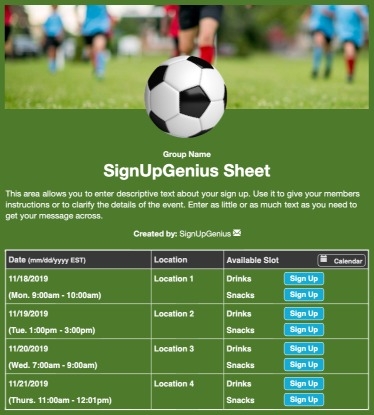 Group Name
SignUpGenius Sheet
This area allows you to enter descriptive text about your sign up. Use it to give your members
instructions or to clarify the details of the event. Enter as little or as much text as you need to
get your message across.
Created by: SignUpGenius
Date (mm/dd/yyyy EST) Location Available Slot Calendar
11/18/2019 Location 1 Drinks Sign Up
(Mon. 9:00am - 10:00am) Snacks Sign Up
11/19/2019 Location 2 Drinks Sign Up
(Tue. 1:00pm - 3:00pm) Snacks Sign Up
11/20/2019 Location 3 Drinks Sign Up
(Wed. 7:00am - 9:00am) Snacks Sign Up
11/21/2019 Location 4 Drinks Sign Up
(Thurs. 11:00am - 12:01pm) Snacks Sign Up